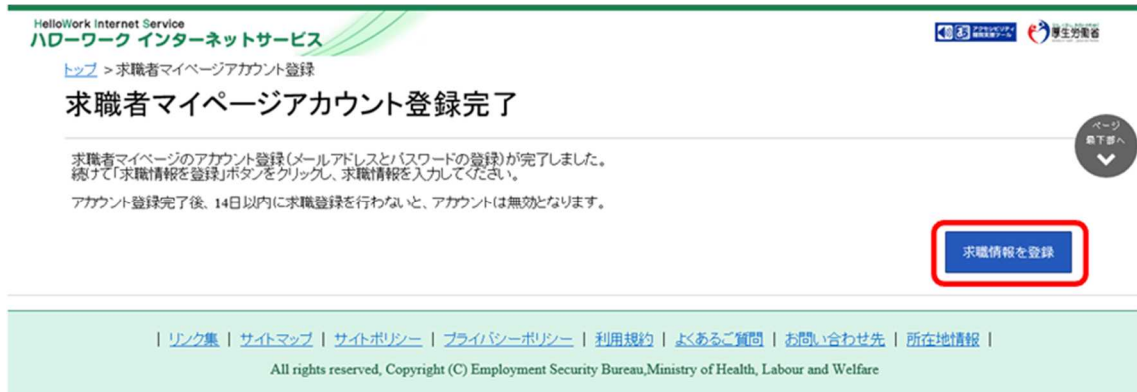 HelloWork Internet Service
ハローワーク インターネットサービス
厚生労働省
トップ >求職者マイページアカウント登録
求職者マイページアカウント登録完了
ページ
最下部へ
求職者マイページのアカウント登録(メールアドレスとパスワードの登録)が完了しました。
続けて「求職情報を登録」ボタンをクリックし、求職情報を入力してください。
アカウント登録完了後、14日以内に求職登録を行わないと、アカウントは無効となります。
求職情報を登録
| リンク集 | サイトマップ | サイトポリシー | プライバシーポリシー | 利用規約 | よくあるご質問 | お問い合わせ先 | 所在地情報 |
All rights reserved, Copyright (C) Employment Security Bureau,Ministry of Health, Labour and Welfare